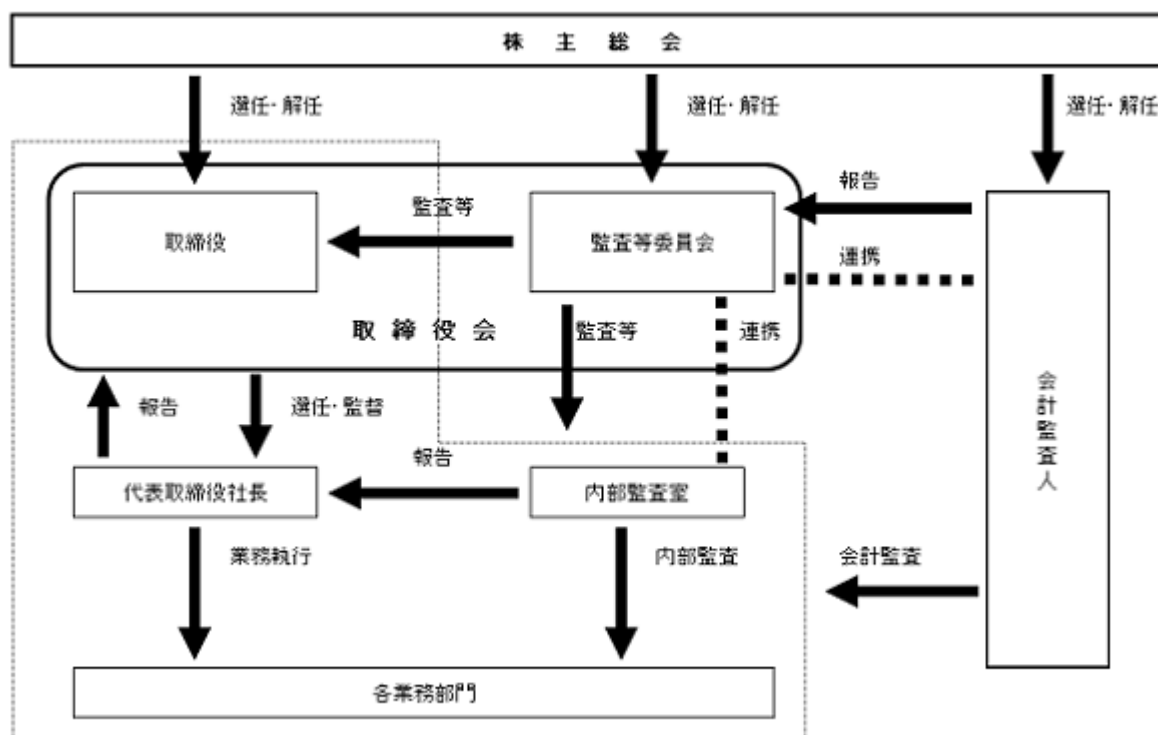 株主総会
選任・解任
選任・解任
選任・解任
報告
監査等
取締役
監査等委員会
連携
取締役会
監査等
連携
会計監査人
報告
選任・監督
報告
代表取締役社長
内部監査室
業務執行
内部監査
会計監査
各業務部門